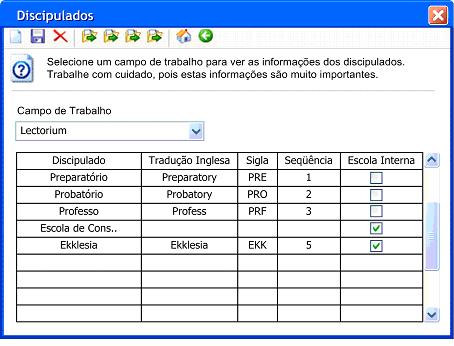 Discipulados
Selecione um campo de trabalho para ver as informações dos discipulados.
Trabalhe com cuidado, pois estas informações são muito importantes.
Campo de Trabalho
Lectorium
Discipulado Tradução Inglesa Sigla Seqüência Escola Interna
Preparatório Preparatory PRE 1
Probatório Probatory PRO 2
Professo Profess PRF 3
Escola de Cons..
Ekklesia Ekklesia EKK 5